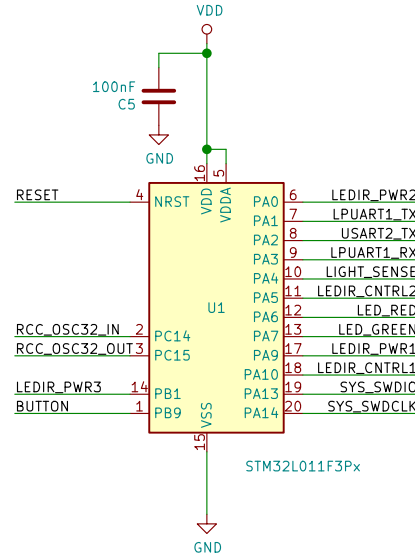 VDD
100nF
C5
GND
16
5
VDD
VDDA
RESET
4
NRST
PA0
6
LEDIR_PWR2
PA1
7
LPUART1_TX
PA2
8
USART2_TX
PA3
9
LPUART1_RX
PA4
10
LIGHT_SENSE
PA5
11
LEDIR_CNTRL2
U1
PA6
12
LED_RED
RCC_OSC32_IN
2
PC14
PA7
13
LED_GREEN
RCC_OSC32_OUT
3
PC15
PA9
17
LEDIR_PWR1
PA10
18
LEDIR_CNTRL1
LEDIR_PWR3
14
PB1
PA13
19
SYS_SWDIO
BUTTON
1
PB9
PA14
20
SYS_SWDCLK
VSS
15
STM32L011F3Px
GND